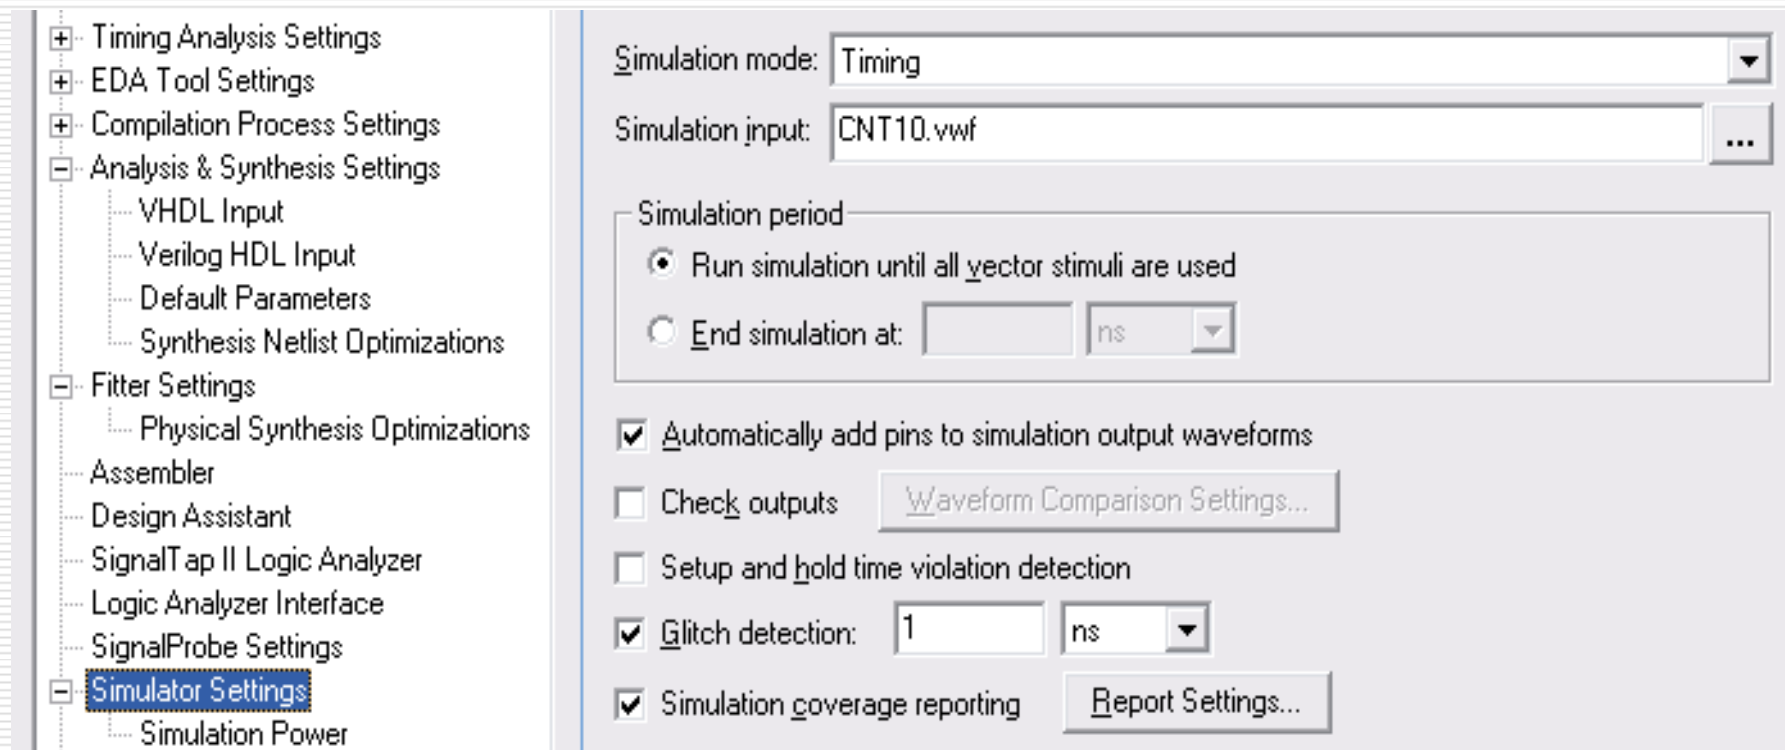 Timing Analysis Settings
EDA Tool Settings
Compilation Process Settings
Analysis & Synthesis Settings
VHDL Input
Verilog HDL Input
Default Parameters
Synthesis Netlist Optimizations
Fitter Settings
Physical Synthesis Optimizations
Assembler
Design Assistant
SignalTap II Logic Analyzer
Logic Analyzer Interface
SignalProbe Settings
Simulator Settings
Simulation Power
Simulation mode: Timing
Simulation input: CNT10.vwf ...
Simulation period
Run simulation until all vector stimuli are used
End simulation at: ns
Automatically add pins to simulation output waveforms
Check outputs Waveform Comparison Settings...
Setup and hold time violation detection
Glitch detection: 1 ns
Simulation coverage reporting Report Settings...